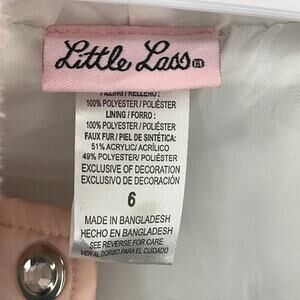 Little Lass®
FILLING / RELLENO :
100% POLYESTER / POLIÉSTER
LINING / FORRO :
100% POLYESTER / POLIÉSTER
FAUX FUR / PIEL DE SINTÉTICA:
51% ACRYLIC/ ACRÍLICO
49% POLYESTER/ POLIÉSTER
EXCLUSIVE OF DECORATION
EXCLUSIVO DE DECORACIÓN
6
MADE IN BANGLADESH
HECHO EN BANGLADESH
SEE REVERSE FOR CARE
VER AL DORSO PARA EL CUIDADO